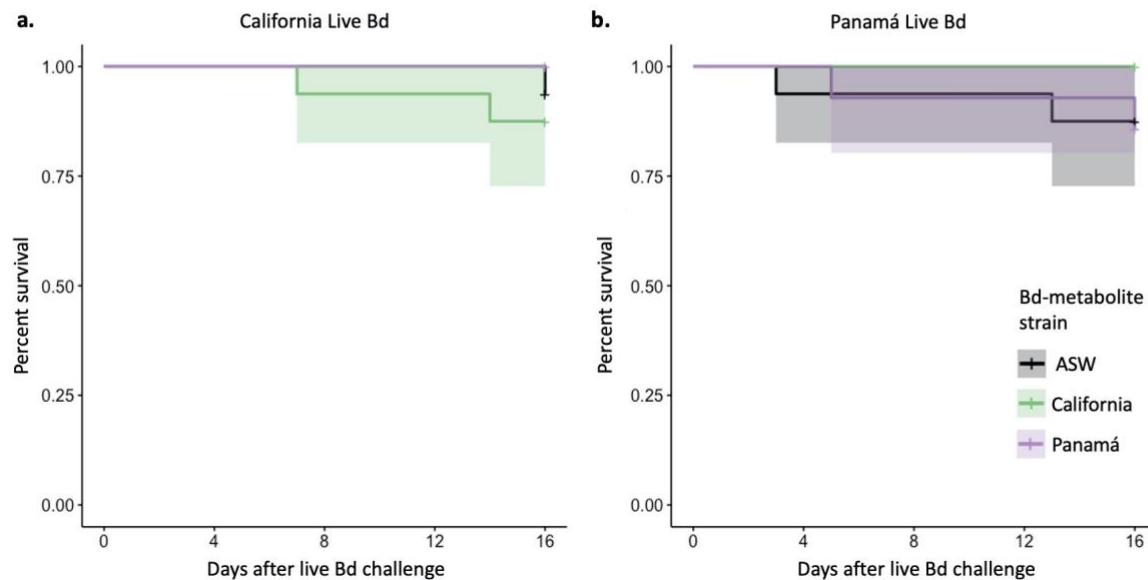 a.
California Live Bd
Percent survival
1.00
0.75
0.50
0.25
0.00
0
4
8
12
16
Days after live Bd challenge
b.
Panamá Live Bd
Percent survival
1.00
0.75
0.50
0.25
0.00
0
4
8
12
16
Days after live Bd challenge
Bd-metabolite
strain
ASW
California
Panamá